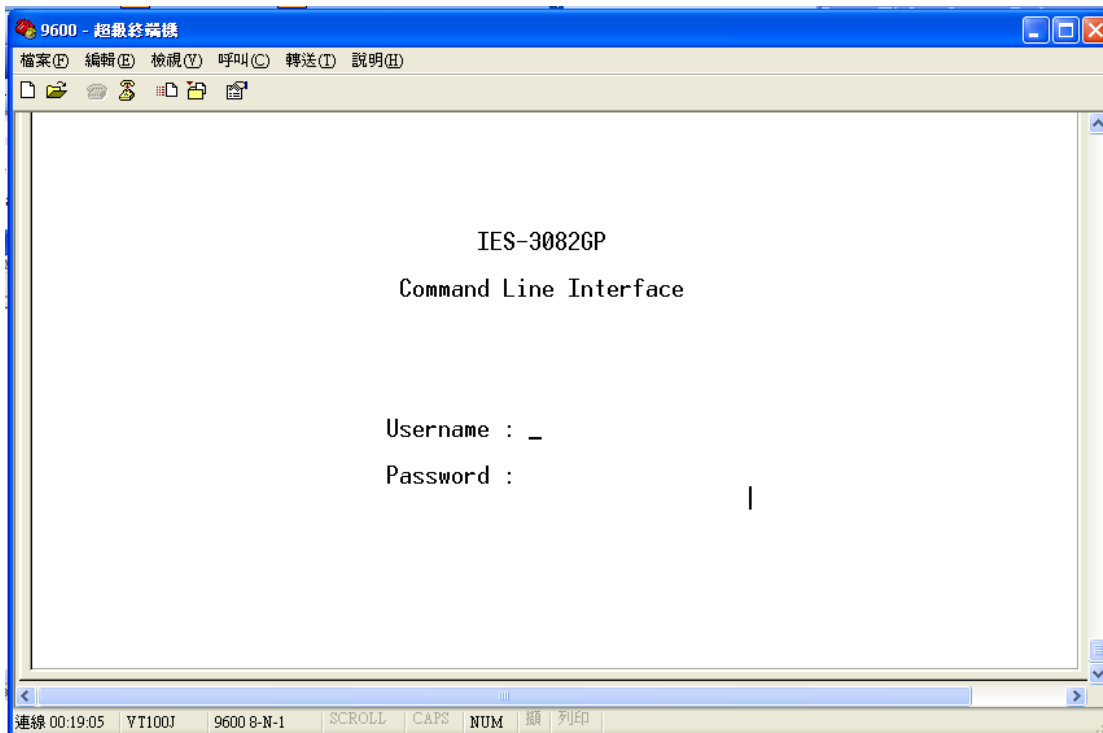 9600 - 超級終端機
檔案(F) 編輯(E) 檢視(V) 呼叫(C) 轉送(T) 說明(H)
IES-3082GP
Command Line Interface
Username : _
Password :
連線 00:19:05 VT100J 9600 8-N-1 SCROLL CAPS NUM 擷 列印